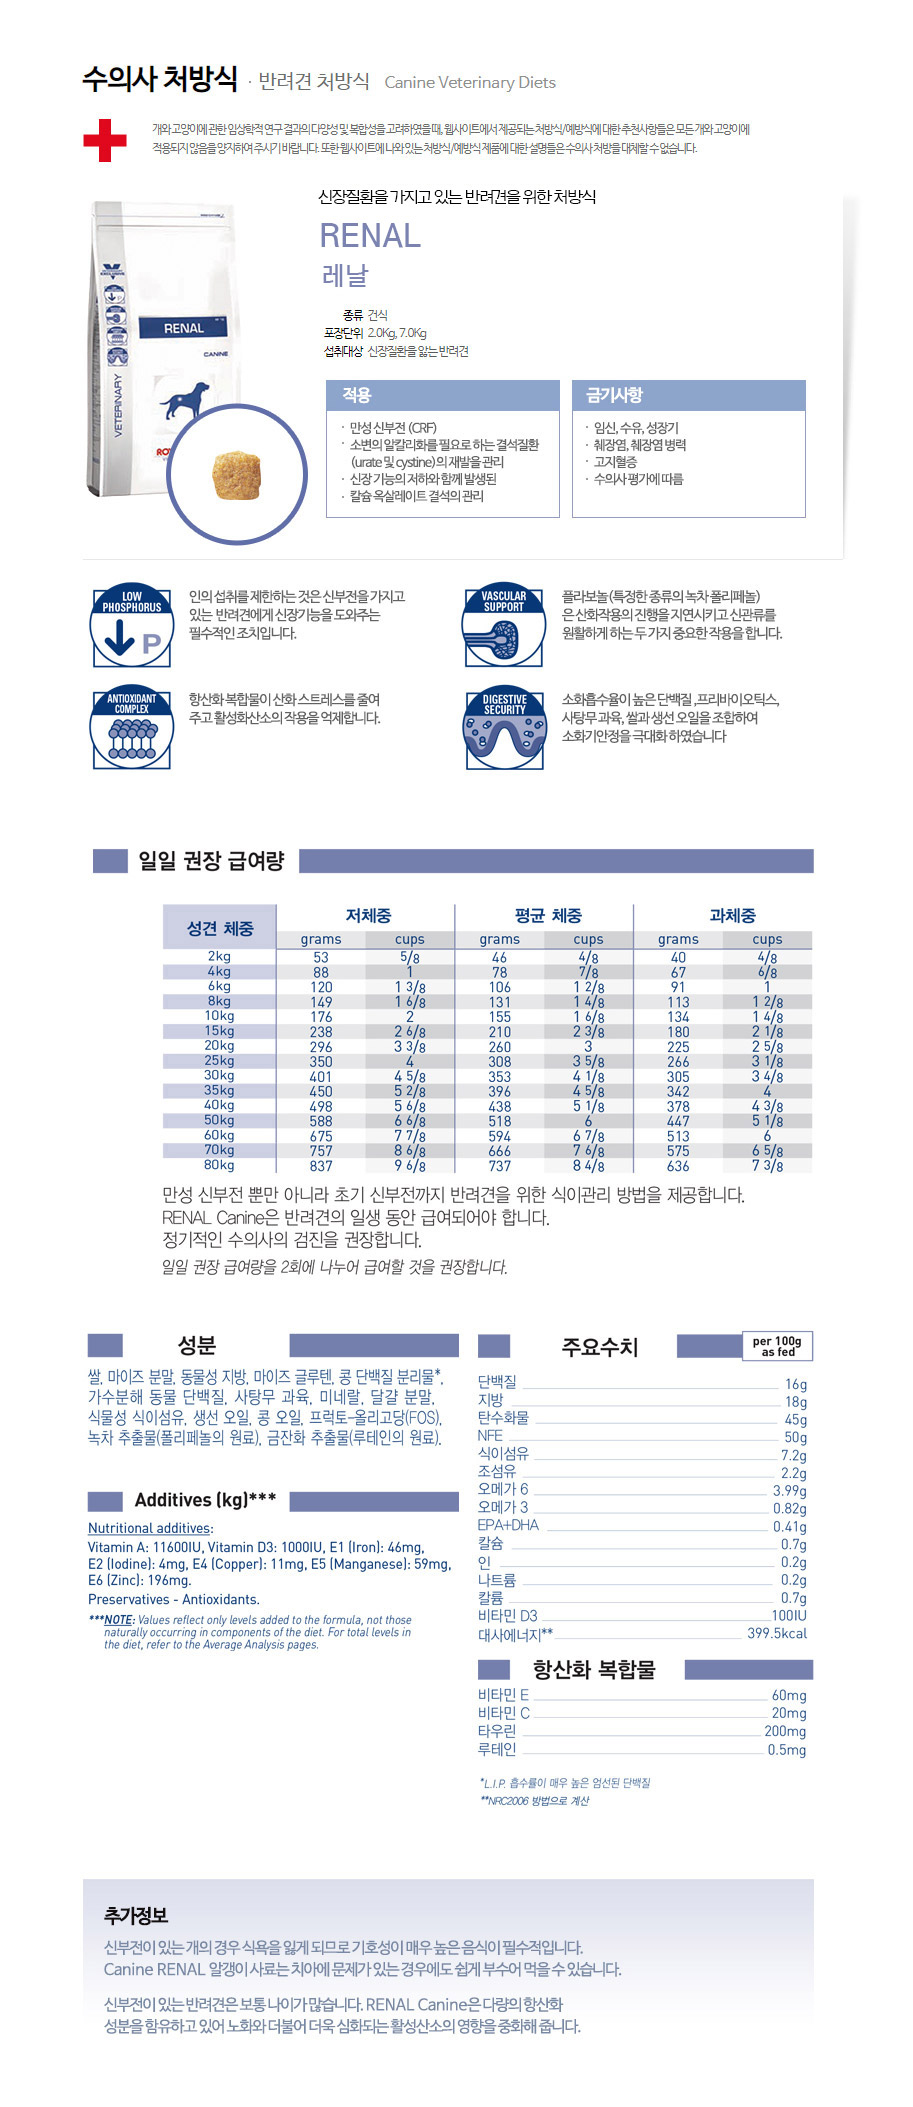 수의사 처방식 · 반려견 처방식 Canine Veterinary Diets
개와 고양이에 관한 임상학적 연구 결과의 다양성 및 복합성을 고려하였을 때, 웹사이트에서 제공되는 처방식/예방식에 대한 추천사항들은 모든 개와 고양이에
적용되지 않음을 양지하여 주시기 바랍니다. 또한 웹사이트에 나와 있는 처방식/예방식 제품에 대한 설명들은 수의사 처방을 대체할 수 없습니다.
신장질환을 가지고 있는 반려견을 위한 처방식
RENAL
레날
종류 건식
포장단위 2.0Kg, 7.0Kg
섭취대상 신장질환을 앓는 반려견
RENAL
CANINE
VETERINARY
적용
· 만성 신부전 (CRF)
· 소변의 알칼리화를 필요로 하는 결석질환
(urate 및 cystine)의 재발을 관리
· 신장 기능의 저하와 함께 발생된
· 칼슘 옥살레이트 결석의 관리
금기사항
· 임신, 수유, 성장기
· 췌장염, 췌장염 병력
· 고지혈증
· 수의사 평가에 따름
LOW
PHOSPHORUS
P
인의 섭취를 제한하는 것은 신부전을 가지고
있는 반려견에게 신장기능을 도와주는
필수적인 조치입니다.
VASCULAR
SUPPORT
플라보놀(특정한 종류의 녹차 폴리페놀)
은 산화작용의 진행을 지연시키고 신관류를
원활하게 하는 두 가지 중요한 작용을 합니다.
ANTIOXIDANT
COMPLEX
항산화 복합물이 산화 스트레스를 줄여
주고 활성화산소의 작용을 억제합니다.
DIGESTIVE
SECURITY
소화흡수율이 높은 단백질 ,프리바이오틱스,
사탕무 과육, 쌀과 생선 오일을 조합하여
소화기안정을 극대화 하였습니다
일일 권장 급여량
성견 체중 저체중 평균 체중 과체중
grams cups grams cups grams cups
2kg 53 5/8 46 4/8 40 4/8
4kg 88 1 78 7/8 67 6/8
6kg 120 1 3/8 106 1 2/8 91 1
8kg 149 1 6/8 131 1 4/8 113 1 2/8
10kg 176 2 155 1 6/8 134 1 4/8
15kg 238 2 6/8 210 2 3/8 180 2 1/8
20kg 296 3 3/8 260 3 225 2 5/8
25kg 350 4 308 3 5/8 266 3 1/8
30kg 401 4 5/8 353 4 1/8 305 3 4/8
35kg 450 5 2/8 396 4 5/8 342 4
40kg 498 5 6/8 438 5 1/8 378 4 3/8
50kg 588 6 6/8 518 6 447 5 1/8
60kg 675 7 7/8 594 6 7/8 513 6
70kg 757 8 6/8 666 7 6/8 575 6 5/8
80kg 837 9 6/8 737 8 4/8 636 7 3/8
만성 신부전 뿐만 아니라 초기 신부전까지 반려견을 위한 식이관리 방법을 제공합니다.
RENAL Canine은 반려견의 일생 동안 급여되어야 합니다.
정기적인 수의사의 검진을 권장합니다.
일일 권장 급여량을 2회에 나누어 급여할 것을 권장합니다.
성분
쌀, 마이즈 분말, 동물성 지방, 마이즈 글루텐, 콩 단백질 분리물*,
가수분해 동물 단백질, 사탕무 과육, 미네랄, 달걀 분말,
식물성 식이섬유, 생선 오일, 콩 오일, 프럭토-올리고당(FOS),
녹차 추출물(폴리페놀의 원료), 금잔화 추출물(루테인의 원료).
Additives (kg)***
Nutritional additives:
Vitamin A: 11600IU, Vitamin D3: 1000IU, E1 (Iron): 46mg,
E2 (Iodine): 4mg, E4 (Copper): 11mg, E5 (Manganese): 59mg,
E6 (Zinc): 196mg.
Preservatives - Antioxidants.
***NOTE: Values reflect only levels added to the formula, not those
naturally occurring in components of the diet. For total levels in
the diet, refer to the Average Analysis pages.
주요수치 per 100g
as fed
단백질 16g
지방 18g
탄수화물 45g
NFE 50g
식이섬유 7.2g
조섬유 2.2g
오메가 6 3.99g
오메가 3 0.82g
EPA+DHA 0.41g
칼슘 0.7g
인 0.2g
나트륨 0.2g
칼륨 0.7g
비타민 D3 100IU
대사에너지** 399.5kcal
항산화 복합물
비타민 E 60mg
비타민 C 20mg
타우린 200mg
루테인 0.5mg
*L.I.P. 흡수률이 매우 높은 엄선된 단백질
**NRC2006 방법으로 계산
추가정보
신부전이 있는 개의 경우 식욕을 잃게 되므로 기호성이 매우 높은 음식이 필수적입니다.
Canine RENAL 알갱이 사료는 치아에 문제가 있는 경우에도 쉽게 부수어 먹을 수 있습니다.
신부전이 있는 반려견은 보통 나이가 많습니다. RENAL Canine은 다량의 항산화
성분을 함유하고 있어 노화와 더불어 더욱 심화되는 활성산소의 영향을 중화해 줍니다.